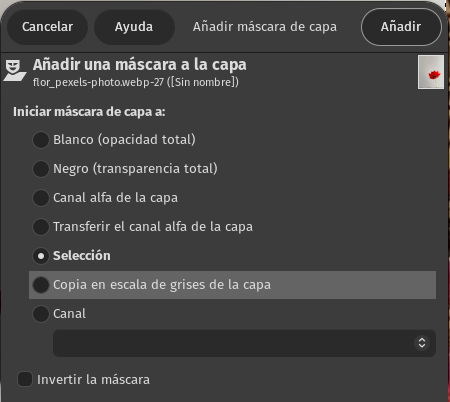 Cancelar Ayuda Añadir máscara de capa Añadir
Añadir una máscara a la capa
flor_pexels-photo.webp-27 ([Sin nombre])
Iniciar máscara de capa a:
Blanco (opacidad total)
Negro (transparencia total)
Canal alfa de la capa
Transferir el canal alfa de la capa
Selección
Copia en escala de grises de la capa
Canal
Invertir la máscara